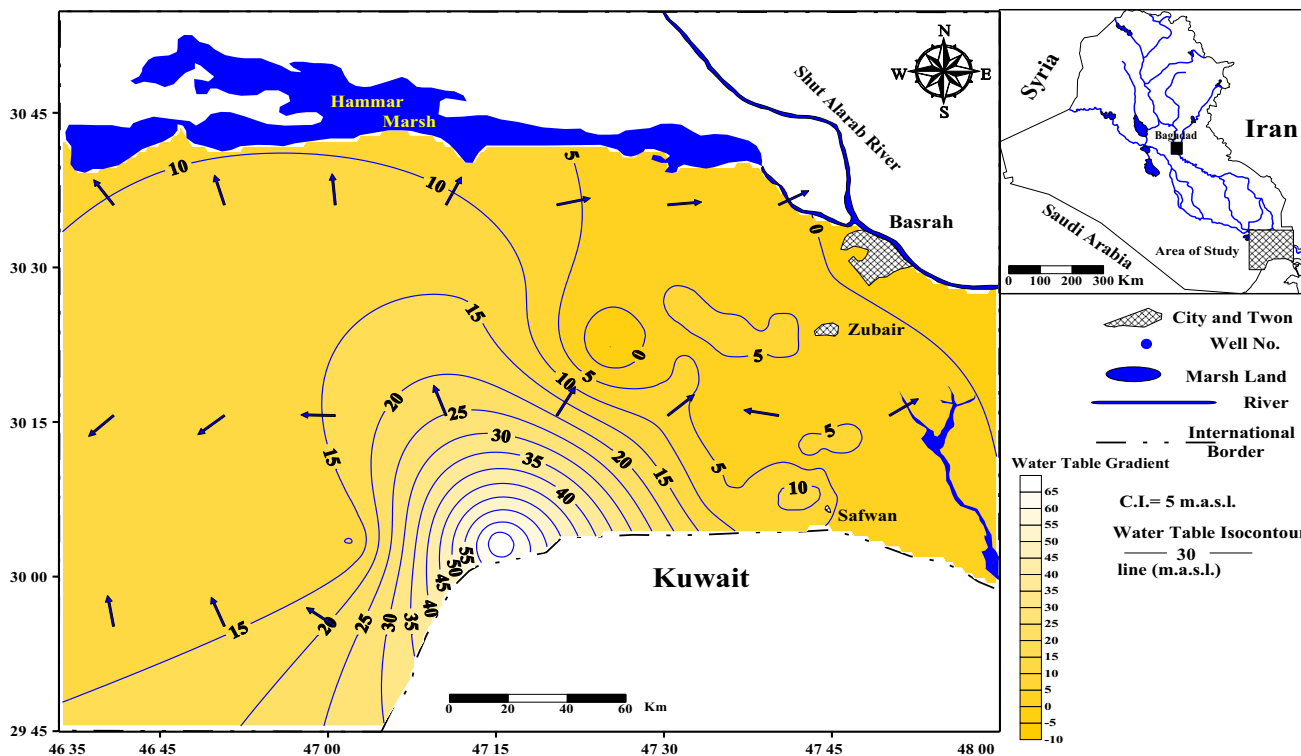 N
W E
S
Hammar
Marsh
Shut Alarab River
Basrah
Zubair
Safwan
Kuwait
10
10
5
0
15
5
0
5
10
20
25
30
35
40
20
15
5
5
10
15
15
20
25
30
35
40
45
50
55
30 45
30 30
30 15
30 00
29 45
46 35
46 45
47 00
47 15
47 30
47 45
48 00
0 20 40 60 Km
Syria
Iran
Baghdad
Saudi Arabia
Area of Study
0 100 200 300 Km
City and Twon
Well No.
Marsh Land
River
International
Border
Water Table Gradient
65
60
55
50
45
40
35
30
25
20
15
10
5
0
-5
-10
C.I.= 5 m.a.s.l.
Water Table Isocontour
30
line (m.a.s.l.)